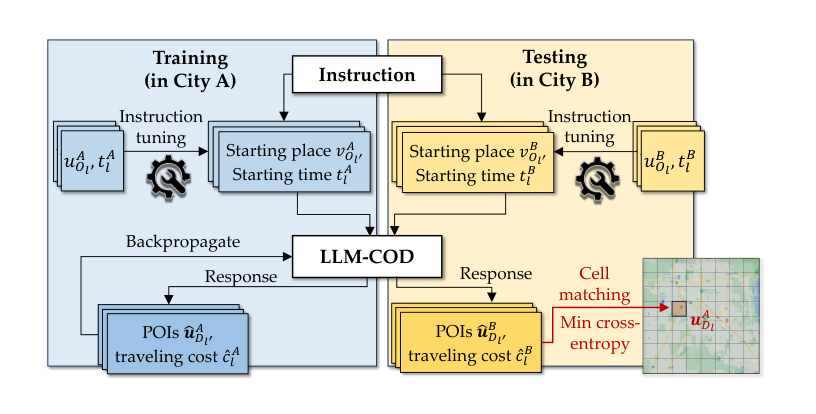 Training
(in City A)
Instruction
Testing
(in City B)
Instruction
tuning
Instruction
tuning
u^A_{O_l}, t^A_l
Starting place v^A_{O_l},
Starting time t^A_l
Starting place v^B_{O_l},
Starting time t^B_l
u^B_{O_l}, t^B_l
Backpropagate
LLM-COD
Response
Response
Cell
matching
Min cross-
entropy
u^A_{D_l}
POIs û^A_{D_l},
traveling cost ĉ^A_l
POIs û^B_{D_l},
traveling cost ĉ^B_l